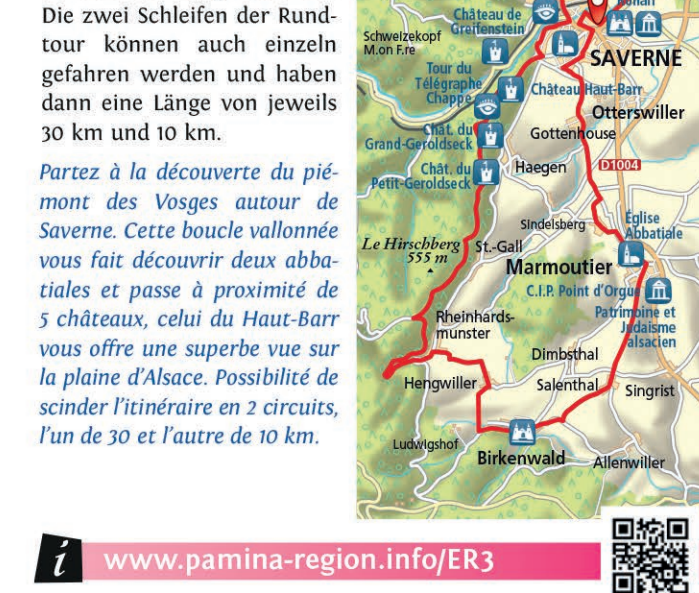 Die zwei Schleifen der Rund-
tour können auch einzeln
gefahren werden und haben
dann eine Länge von jeweils
30 km und 10 km.
Partez à la découverte du pié-
mont des Vosges autour de
Saverne. Cette boucle vallonnée
vous fait découvrir deux abba-
tiales et passe à proximité de
5 châteaux, celui du Haut-Barr
vous offre une superbe vue sur
la plaine d'Alsace. Possibilité de
scinder l'itinéraire en 2 circuits,
l'un de 30 et l'autre de 10 km.
Château de
Greifenstein
Rohan
Schweizekopf
M.on F.re
SAVERNE
Tour du
Télégraphe
Chappe
Château Haut-Barr
Otterswiller
Chât. du
Grand-Geroldseck
Gottenhouse
Chât. du
Petit-Geroldseck
Haegen
D1004
Sindelsberg
Église
Abbatiale
Le Hirschberg
555 m
St.-Gall
Marmoutier
C.I.P. Point d'Orgue
Patrimoine et
Judaisme
alsacien
Rheinhards-
munster
Dimbsthal
Hengwiller
Salenthal
Singrist
Ludwigshof
Birkenwald
Allenwiller
i www.pamina-region.info/ER3